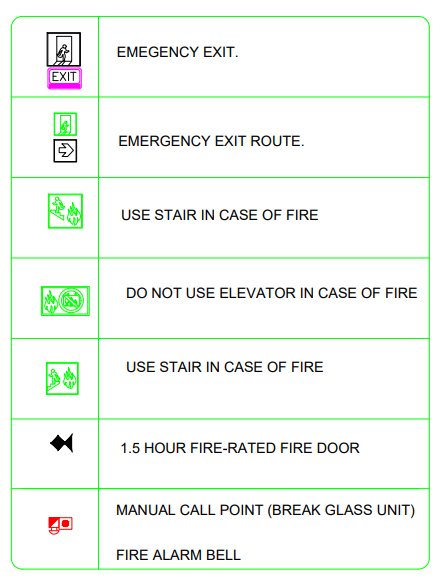 EMEGENCY EXIT.
EXIT
EMERGENCY EXIT ROUTE.
USE STAIR IN CASE OF FIRE
DO NOT USE ELEVATOR IN CASE OF FIRE
USE STAIR IN CASE OF FIRE
1.5 HOUR FIRE-RATED FIRE DOOR
MANUAL CALL POINT (BREAK GLASS UNIT)
FIRE ALARM BELL